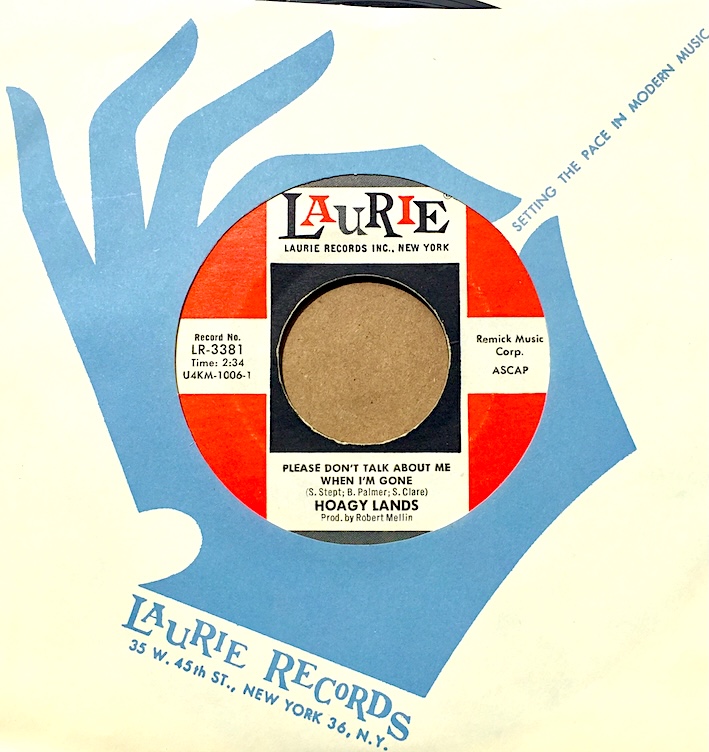 SETTING THE PACE IN MODERN MUSIC
LAURIE®
LAURIE RECORDS INC., NEW YORK
Record No.
LR-3381
Time: 2:34
U4KM-1006-1
Remick Music
Corp.
ASCAP
PLEASE DON'T TALK ABOUT ME
WHEN I'M GONE
(S. Stept; B. Palmer; S. Clare)
HOAGY LANDS
Prod. by Robert Mellin
LAURIE RECORDS
35 W. 45th ST., NEW YORK 36, N.Y.